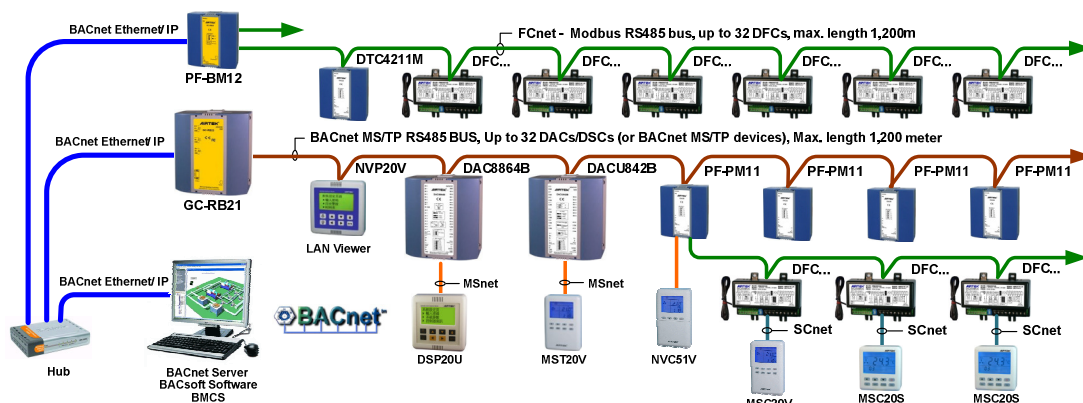 BACnet Ethernet/ IP
PF-BM12
FCnet - Modbus RS485 bus, up to 32 DFCs, max. length 1,200m
DTC4211M
DFC...
DFC...
DFC...
DFC...
DFC...
DFC...
BACnet Ethernet/ IP
AIRTEK
GC-RB21
BACnet MS/TP RS485 BUS, Up to 32 DACs/DSCs (or BACnet MS/TP devices), Max. length 1,200 meter
NVP20V
DAC8864B
DACU842B
PF-PM11
PF-PM11
PF-PM11
PF-PM11
LAN Viewer
BACnet Ethernet/ IP
MSnet
MSnet
DFC...
DFC...
DFC...
SCnet
SCnet
SCnet
BACnet™
Hub
BACnet Server
BACsoft Software
BMCS
DSP20U
MST20V
NVC51V
MSC20V
MSC20S
MSC20S